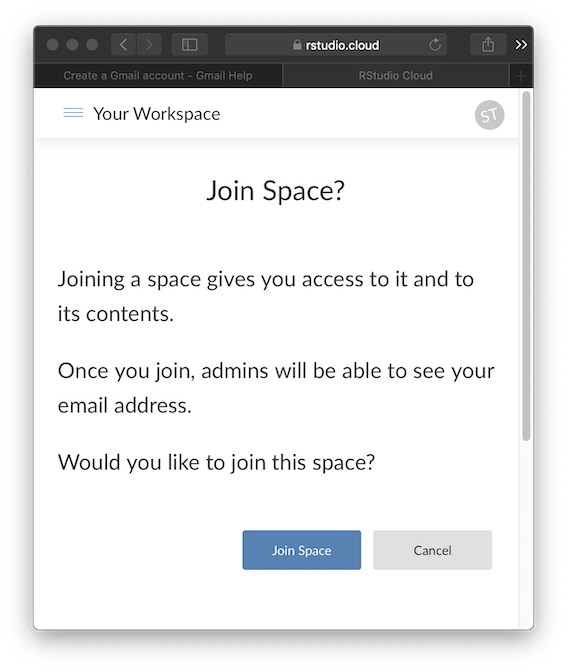 rstudio.cloud
Create a Gmail account - Gmail Help
RStudio Cloud
Your Workspace
ST
Join Space?
Joining a space gives you access to it and to
its contents.
Once you join, admins will be able to see your
email address.
Would you like to join this space?
Join Space
Cancel